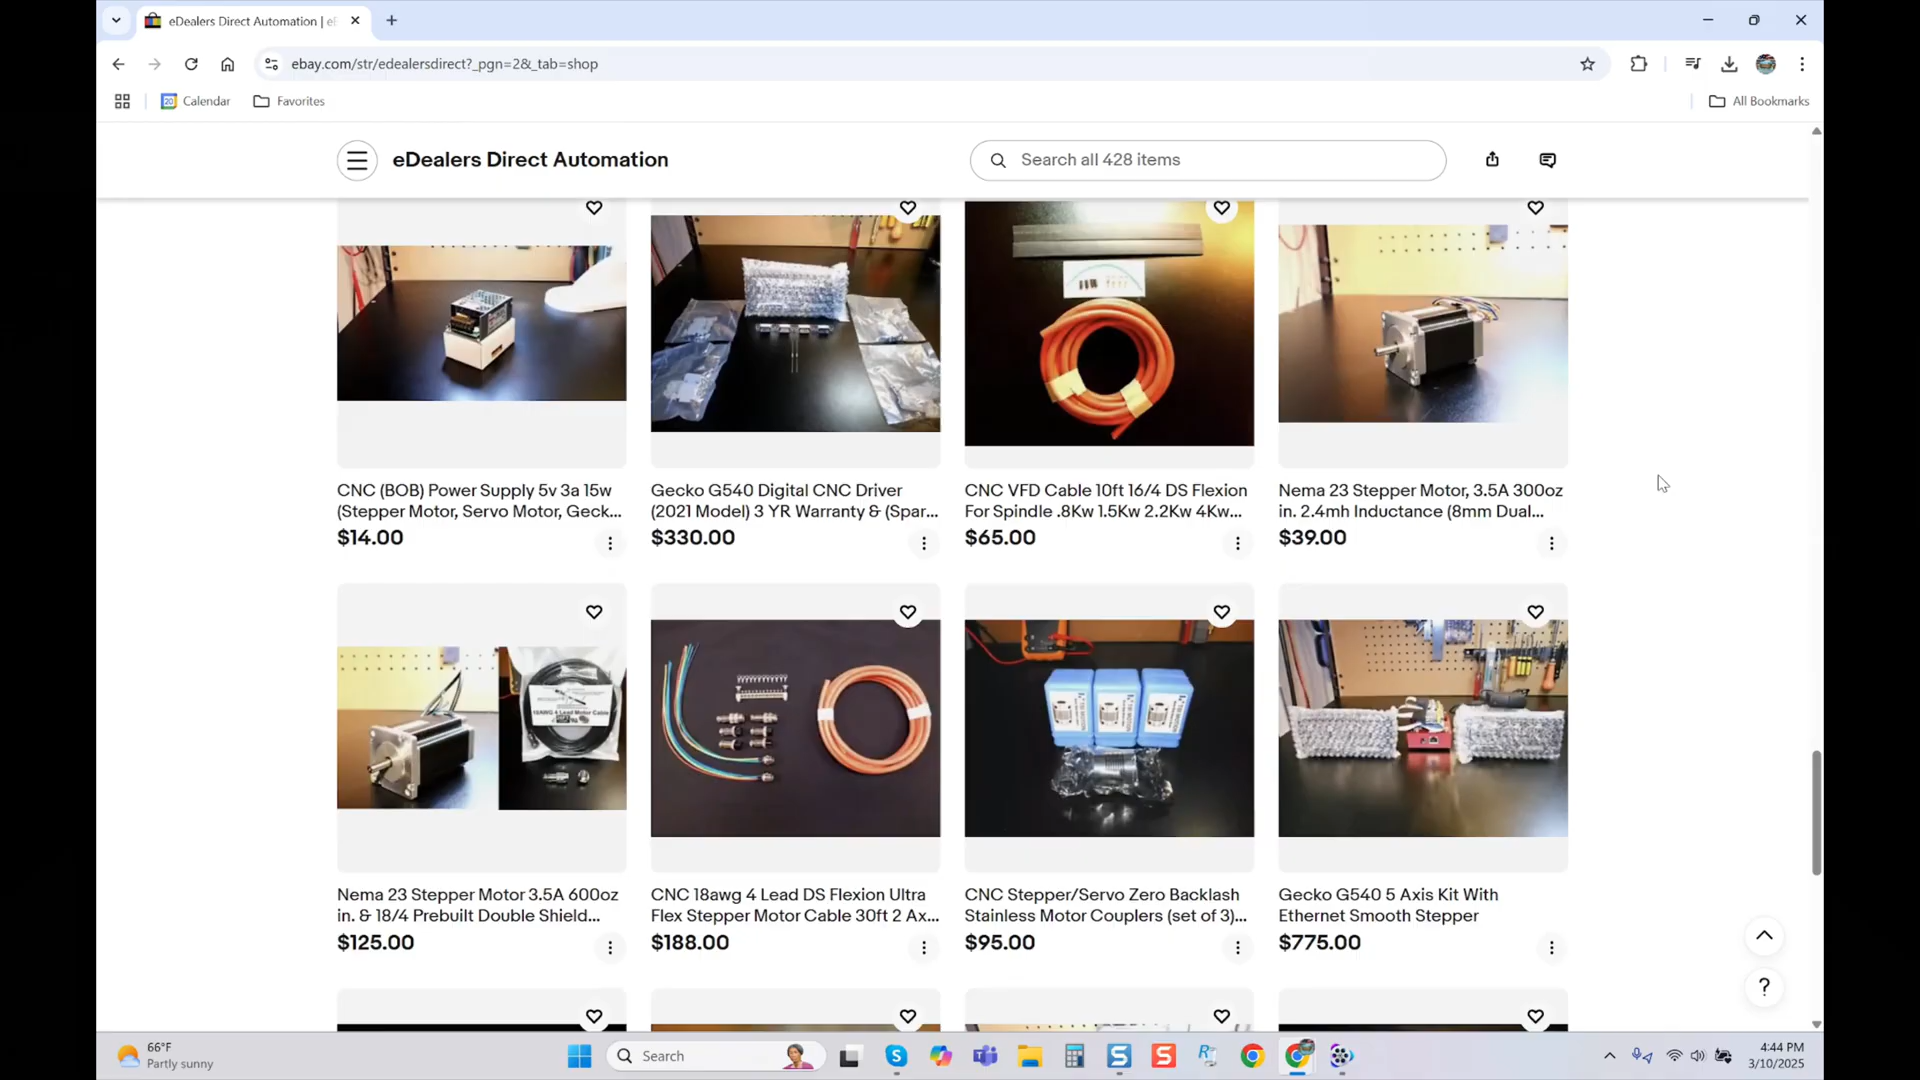 eDealers Direct Automation | eB
ebay.com/str/edealersdirect?_pgn=2&_tab=shop
20 Calendar
Favorites
All Bookmarks
eDealers Direct Automation
Search all 428 items
CNC (BOB) Power Supply 5v 3a 15w
(Stepper Motor, Servo Motor, Geck...
$14.00
Gecko G540 Digital CNC Driver
(2021 Model) 3 YR Warranty & (Spar...
$330.00
CNC VFD Cable 10ft 16/4 DS Flexion
For Spindle .8Kw 1.5Kw 2.2Kw 4Kw...
$65.00
Nema 23 Stepper Motor, 3.5A 300oz
in. 2.4mh Inductance (8mm Dual...
$39.00
18AWG 4 Lead Motor Cable
Nema 23 Stepper Motor 3.5A 600oz
in. & 18/4 Prebuilt Double Shield...
$125.00
CNC 18awg 4 Lead DS Flexion Ultra
Flex Stepper Motor Cable 30ft 2 Ax...
$188.00
CNC Stepper/Servo Zero Backlash
Stainless Motor Couplers (set of 3)...
$95.00
Gecko G540 5 Axis Kit With
Ethernet Smooth Stepper
$775.00
?
66°F
Partly sunny
Search
4:44 PM
3/10/2025